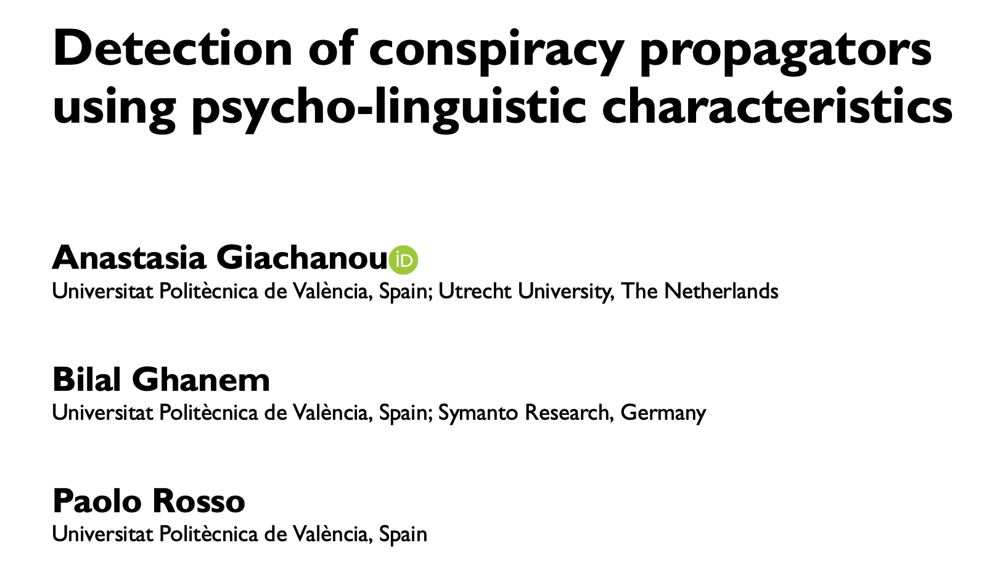 Detection of conspiracy propagators
using psycho-linguistic characteristics
Anastasia Giachanou iD
Universitat Politècnica de València, Spain; Utrecht University, The Netherlands
Bilal Ghanem
Universitat Politècnica de València, Spain; Symanto Research, Germany
Paolo Rosso
Universitat Politècnica de València, Spain